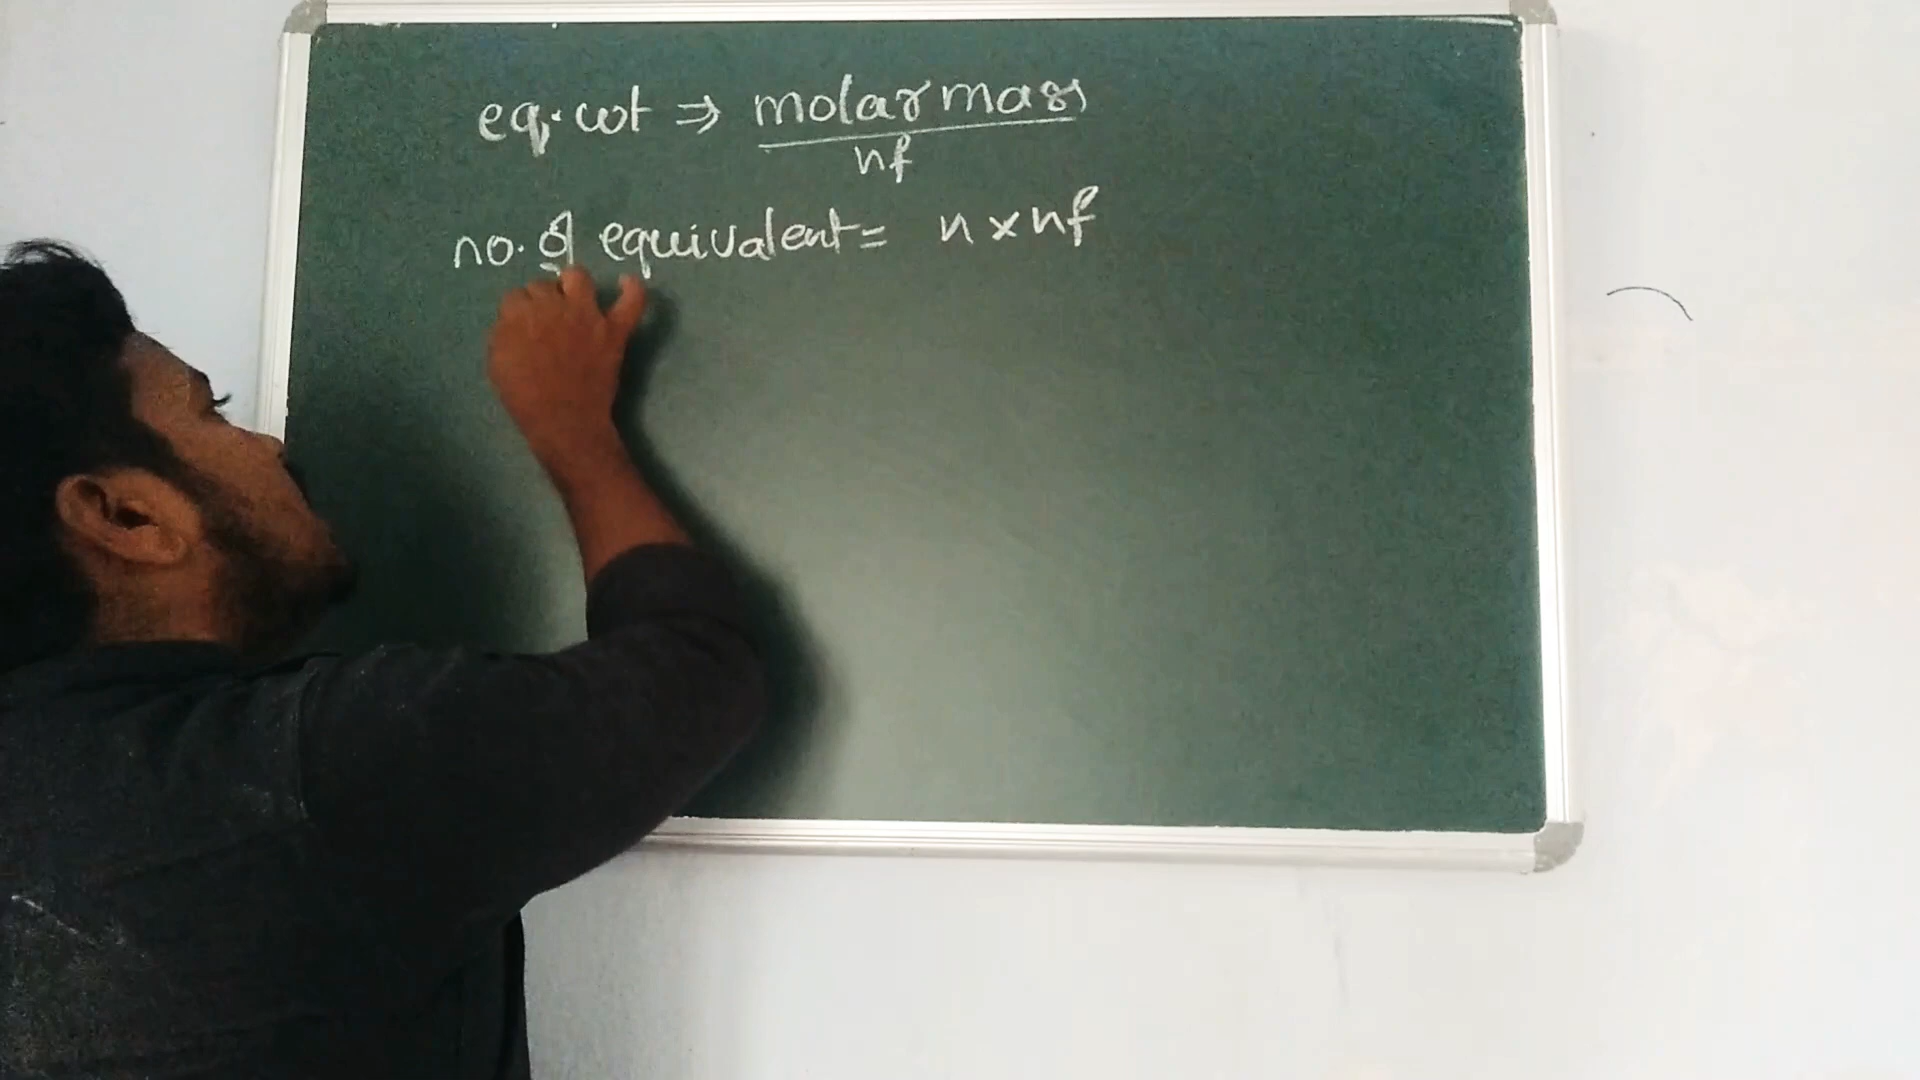 eq. wt ⇒ molar mass
nf
no. of equivalent = n × nf